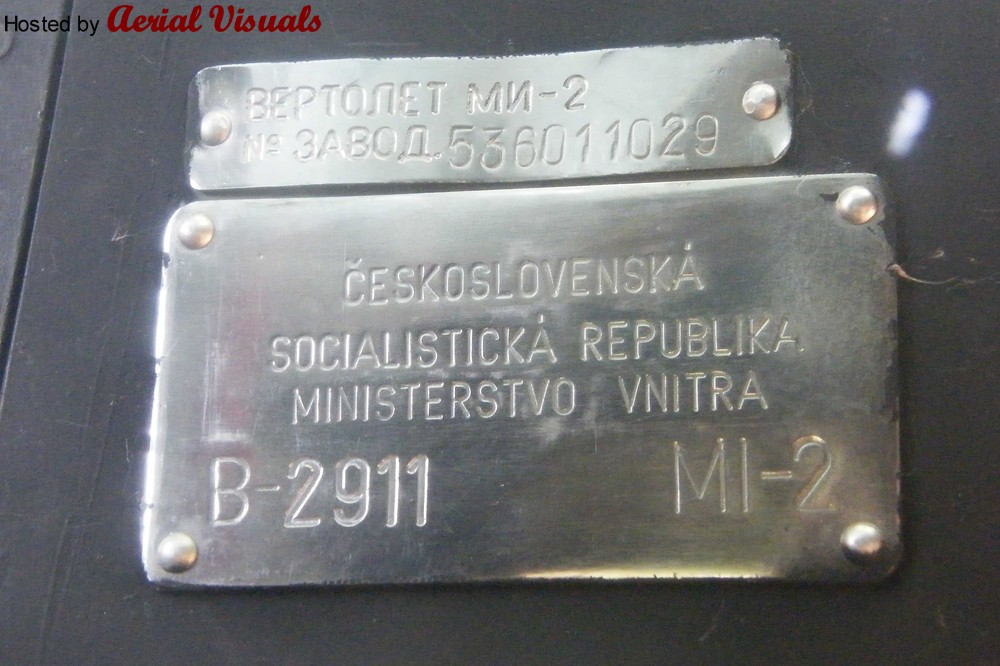 Hosted by Aerial Visuals
ВЕРТОЛЕТ МИ-2
№ ЗАВОД. 536011029
ČESKOSLOVENSKÁ
SOCIALISTICKÁ REPUBLIKA
MINISTERSTVO VNITRA
B-2911 MI-2